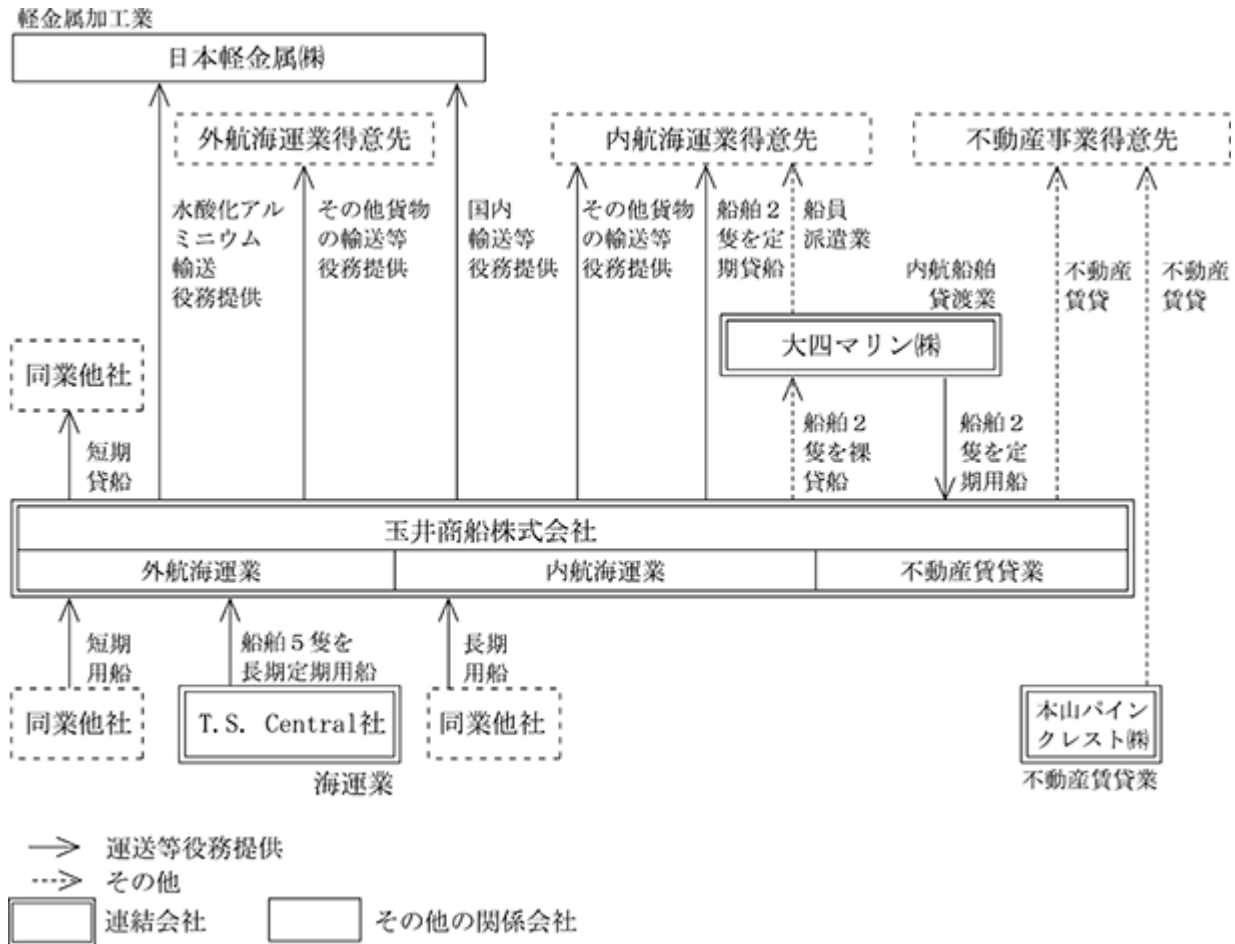 軽金属加工業
日本軽金属㈱
外航海運業得意先
内航海運業得意先
不動産事業得意先
水酸化アル
ミニウム
輸送
役務提供
その他貨物
の輸送等
役務提供
国内
輸送等
役務提供
その他貨物
の輸送等
役務提供
船舶2
隻を定
期貸船
船員
派遣業
内航船舶
貸渡業
不動産
賃貸
不動産
賃貸
大四マリン㈱
同業他社
短期
貸船
船舶2
隻を裸
貸船
船舶2
隻を定
期用船
玉井商船株式会社
外航海運業
内航海運業
不動産賃貸業
短期
用船
船舶5隻を
長期定期用船
長期
用船
同業他社
T.S. Central社
海運業
同業他社
本山パイン
クレスト㈱
不動産賃貸業
運送等役務提供
その他
連結会社
その他の関係会社